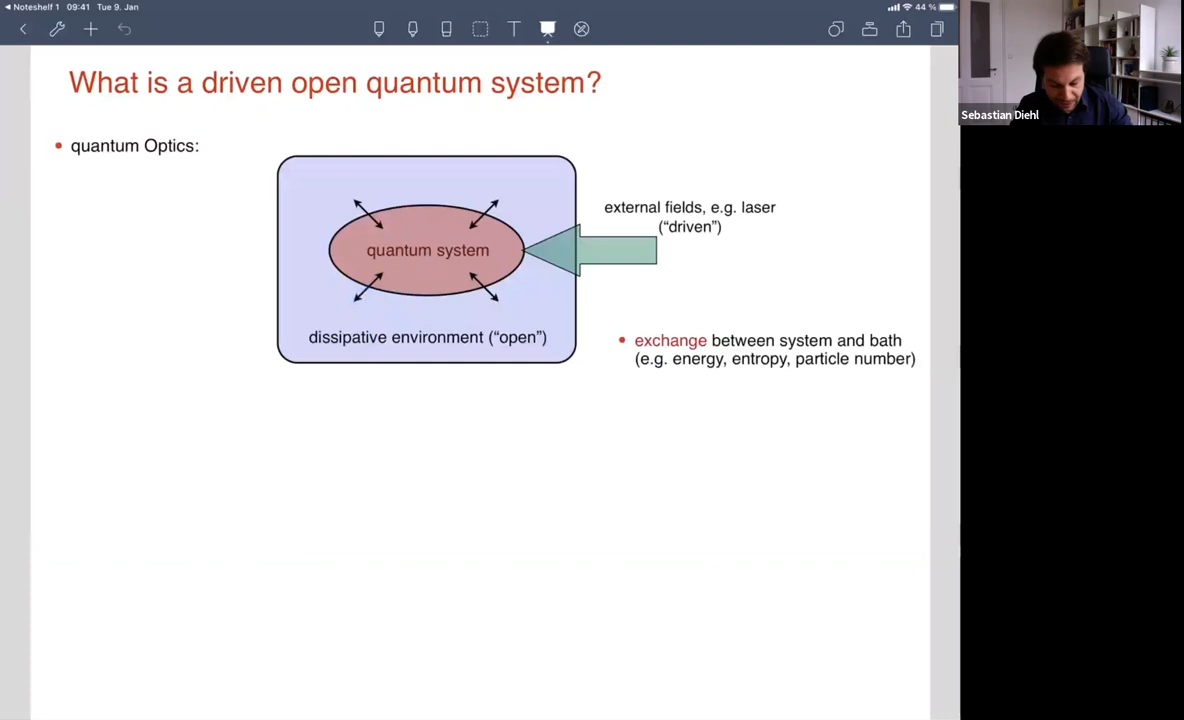 Noteshelf 1 09:41 Tue 9. Jan
44 %
What is a driven open quantum system?
• quantum Optics:
external fields, e.g. laser
(“driven”)
quantum system
dissipative environment (“open”)
• exchange between system and bath
(e.g. energy, entropy, particle number)
Sebastian Diehl